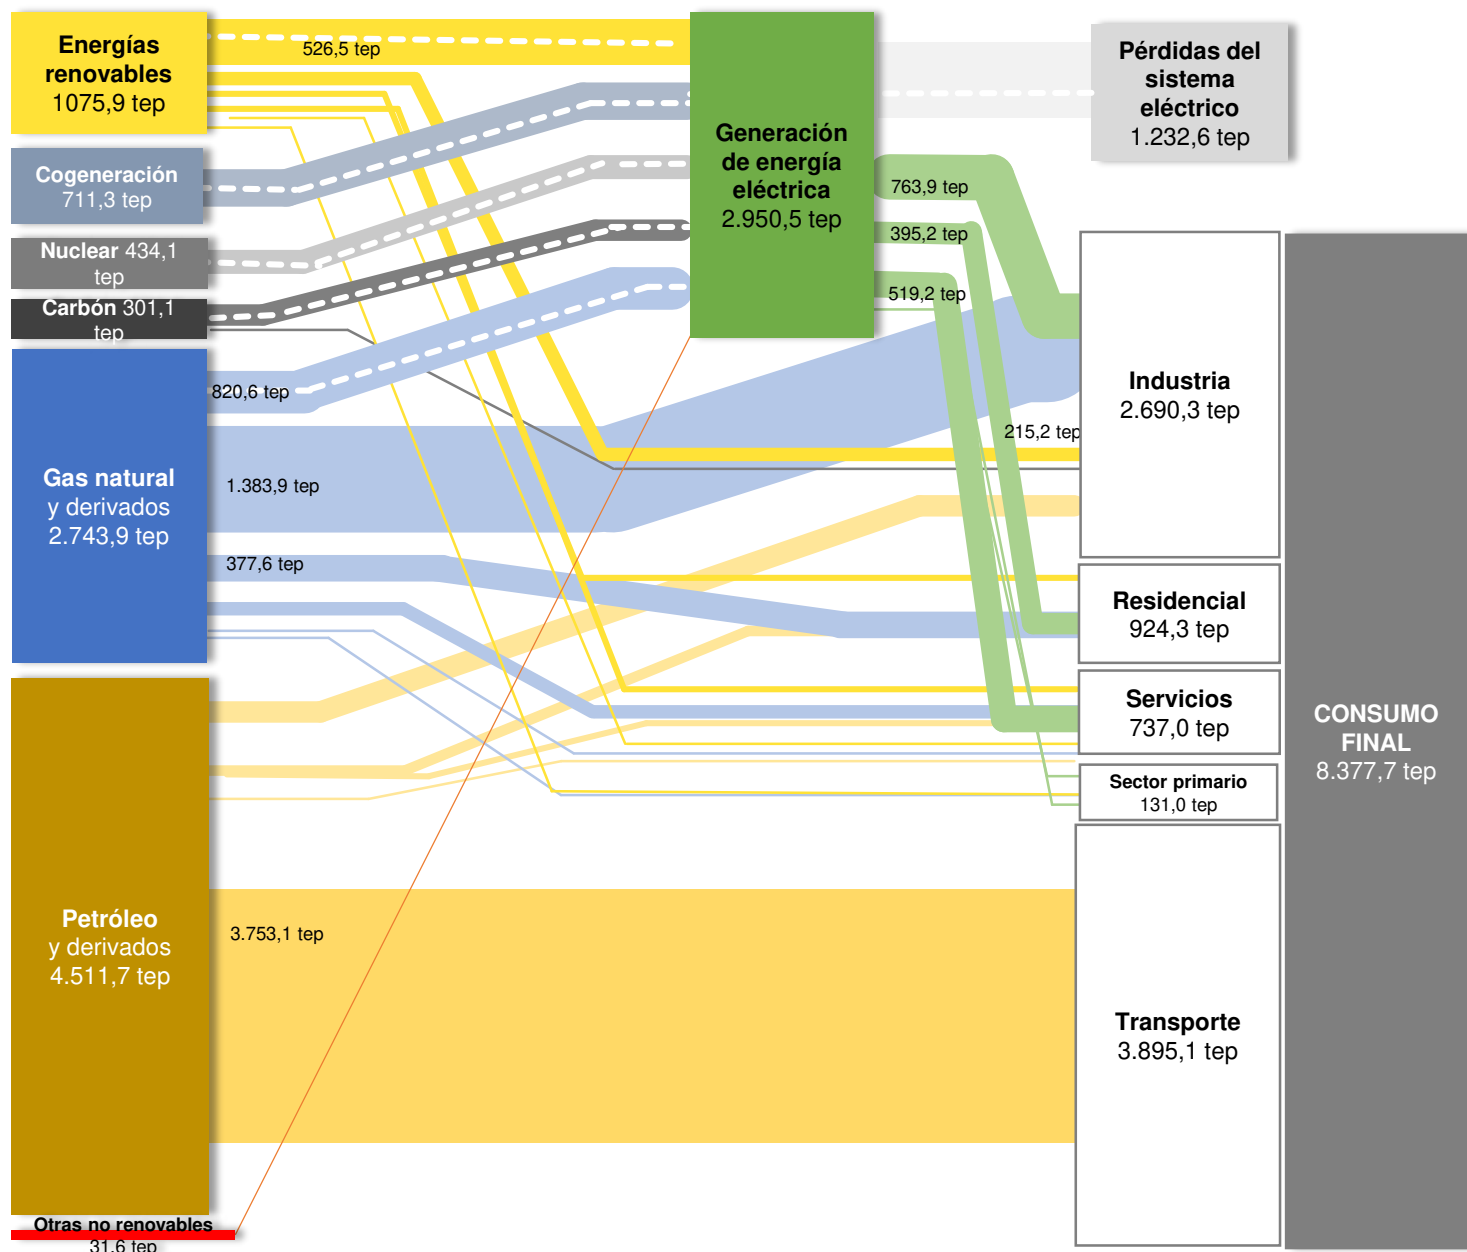 Energías
renovables
1075,9 tep
Cogeneración
711,3 tep
Nuclear 434,1
tep
Carbón 301,1
tep
Gas natural
y derivados
2.743,9 tep
Petróleo
y derivados
4.511,7 tep
Otras no renovables
31,6 tep
526,5 tep
820,6 tep
1.383,9 tep
377,6 tep
3.753,1 tep
Generación
de energía
eléctrica
2.950,5 tep
763,9 tep
395,2 tep
519,2 tep
215,2 tep
Pérdidas del
sistema
eléctrico
1.232,6 tep
Industria
2.690,3 tep
Residencial
924,3 tep
Servicios
737,0 tep
Sector primario
131,0 tep
Transporte
3.895,1 tep
CONSUMO
FINAL
8.377,7 tep